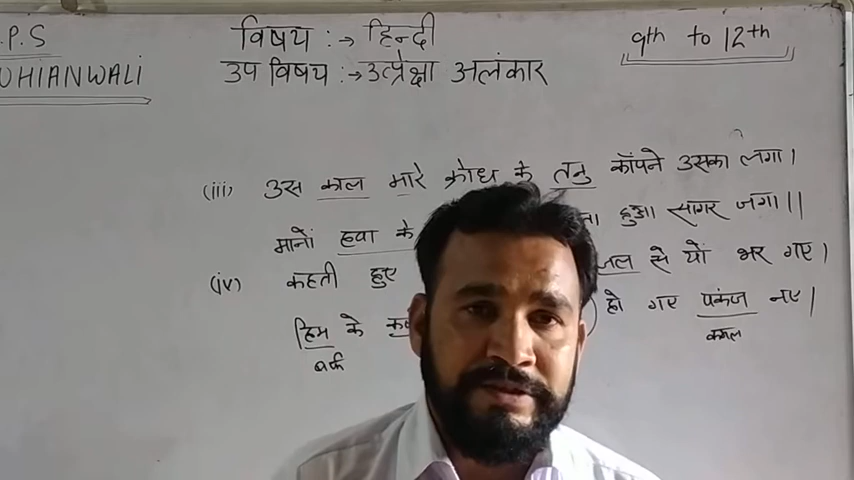 .P.S
विषय :→ हिन्दी
9th to 12th
UHIANWALI
उप विषय :→ उत्प्रेक्षा अलंकार
(iii) उस काल मारे क्रोध के तनु काँपने उसका लगा।
मानों हवा के हुआ सागर जगा।।
(iv) कहती हुई जल से यों भर गए।
हिम के हो गए पकंज नए।
बर्फ कमल